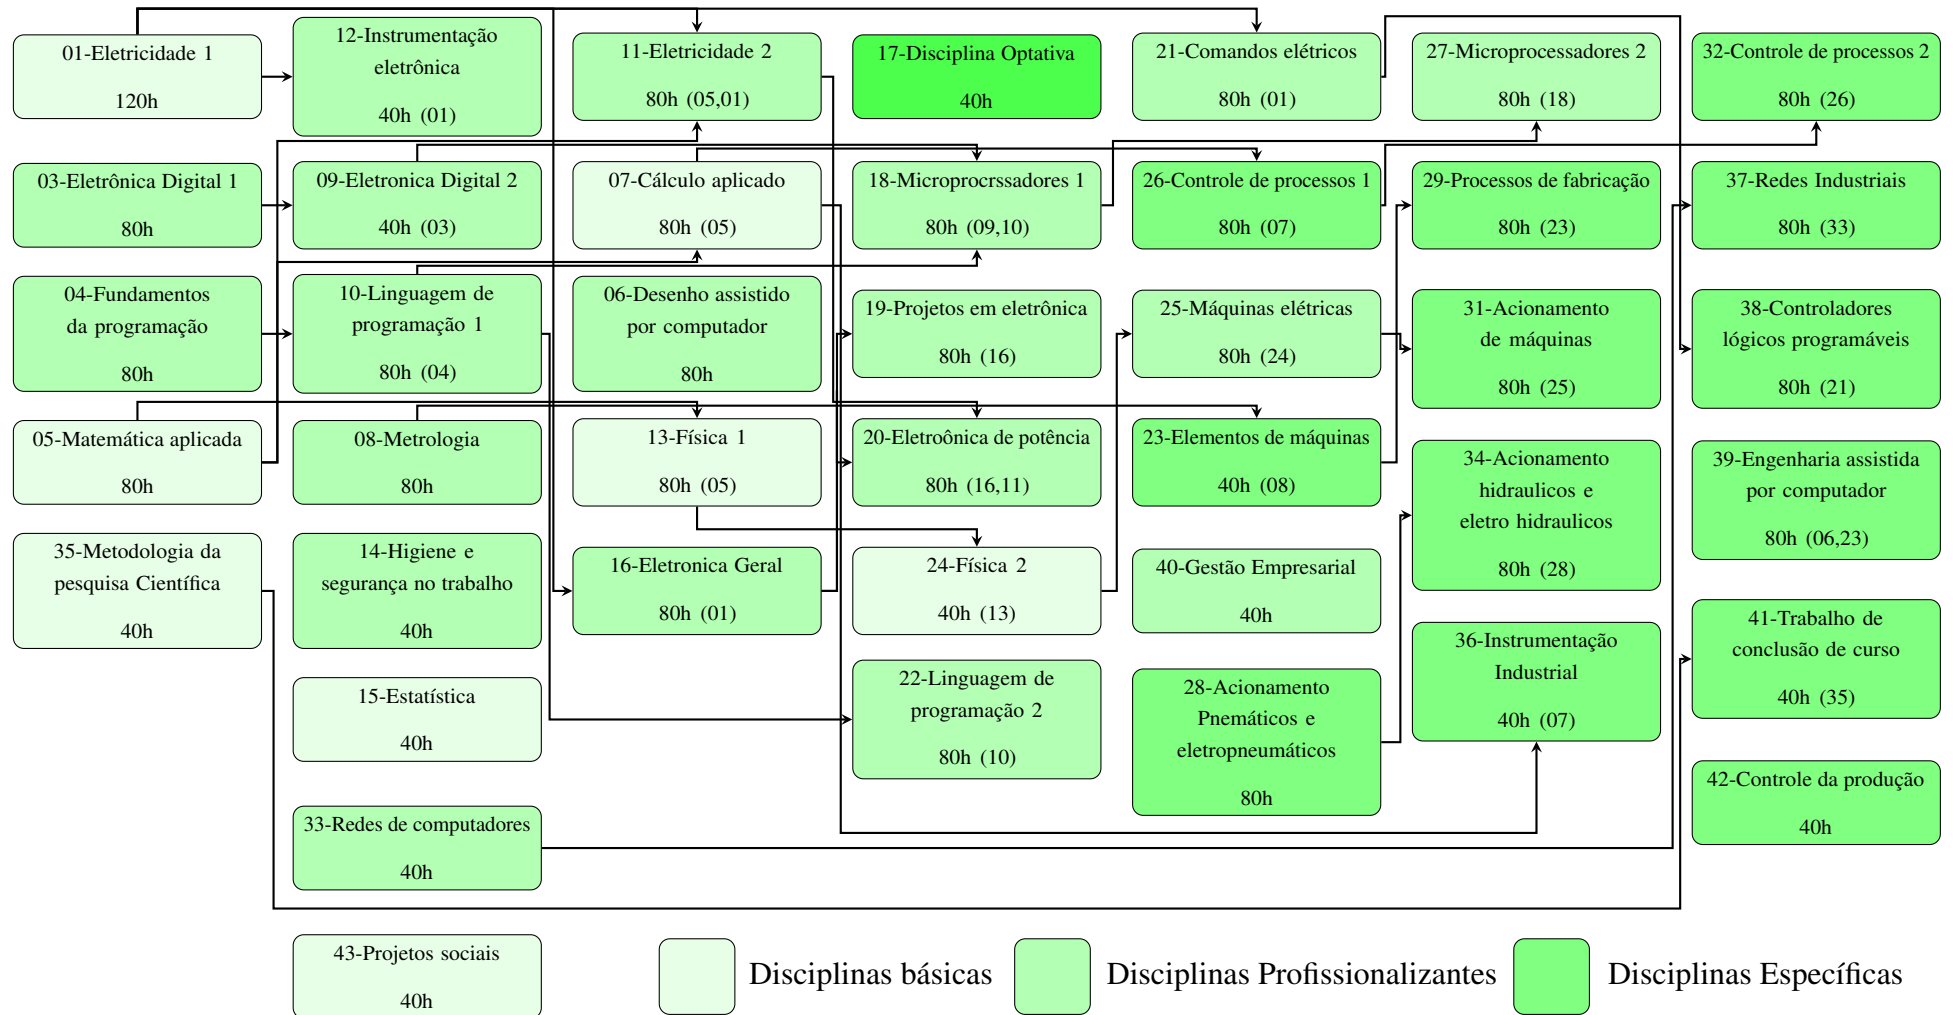 01-Eletricidade 1
120h
03-Eletrônica Digital 1
80h
04-Fundamentos
da programação
80h
05-Matemática aplicada
80h
35-Metodologia da
pesquisa Científica
40h
12-Instrumentação
eletrônica
40h (01)
09-Eletronica Digital 2
40h (03)
10-Linguagem de
programação 1
80h (04)
08-Metrologia
80h
14-Higiene e
segurança no trabalho
40h
15-Estatística
40h
33-Redes de computadores
40h
43-Projetos sociais
40h
11-Eletricidade 2
80h (05,01)
07-Cálculo aplicado
80h (05)
06-Desenho assistido
por computador
80h
13-Física 1
80h (05)
16-Eletronica Geral
80h (01)
17-Disciplina Optativa
40h
18-Microprocrssadores 1
80h (09,10)
19-Projetos em eletrônica
80h (16)
20-Eletroônica de potência
80h (16,11)
24-Física 2
40h (13)
22-Linguagem de
programação 2
80h (10)
21-Comandos elétricos
80h (01)
26-Controle de processos 1
80h (07)
25-Máquinas elétricas
80h (24)
23-Elementos de máquinas
40h (08)
40-Gestão Empresarial
40h
28-Acionamento
Pnemáticos e
eletropneumáticos
80h
27-Microprocessadores 2
80h (18)
29-Processos de fabricação
80h (23)
31-Acionamento
de máquinas
80h (25)
34-Acionamento
hidraulicos e
eletro hidraulicos
80h (28)
36-Instrumentação
Industrial
40h (07)
32-Controle de processos 2
80h (26)
37-Redes Industriais
80h (33)
38-Controladores
lógicos programáveis
80h (21)
39-Engenharia assistida
por computador
80h (06,23)
41-Trabalho de
conclusão de curso
40h (35)
42-Controle da produção
40h
Disciplinas básicas
Disciplinas Profissionalizantes
Disciplinas Específicas